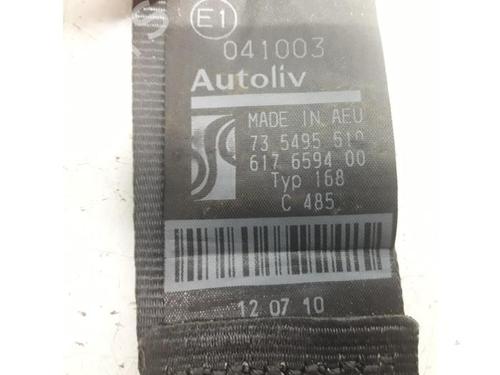 E1
041003
Autoliv
MADE IN AEU
73 5495 510
617 6594 00
Typ 168
C 485
12 07 10